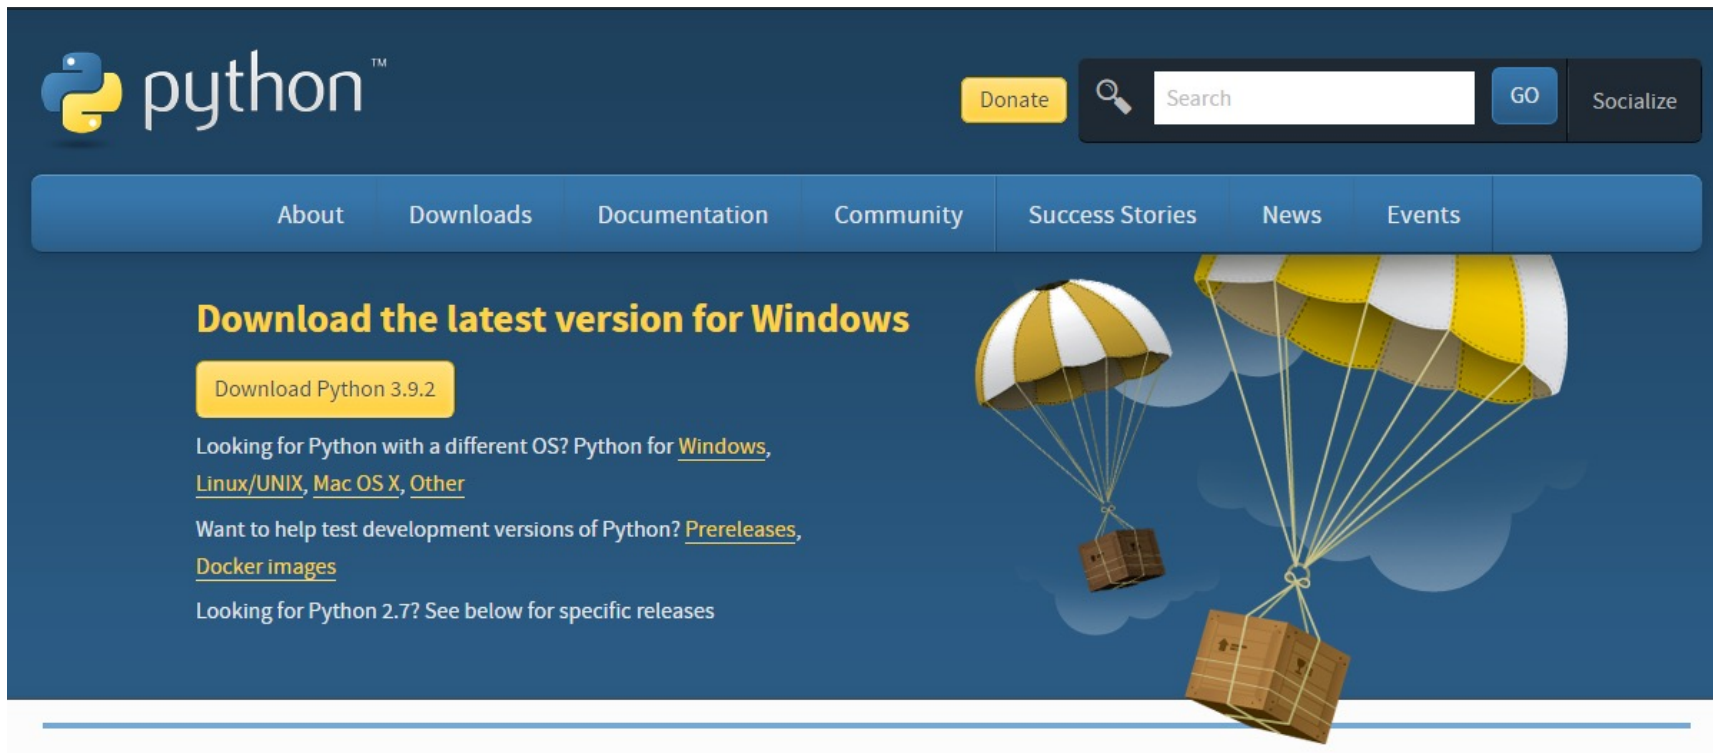 python™
Donate
Search
GO
Socialize
About
Downloads
Documentation
Community
Success Stories
News
Events
Download the latest version for Windows
Download Python 3.9.2
Looking for Python with a different OS? Python for Windows,
Linux/UNIX, Mac OS X, Other
Want to help test development versions of Python? Prereleases,
Docker images
Looking for Python 2.7? See below for specific releases